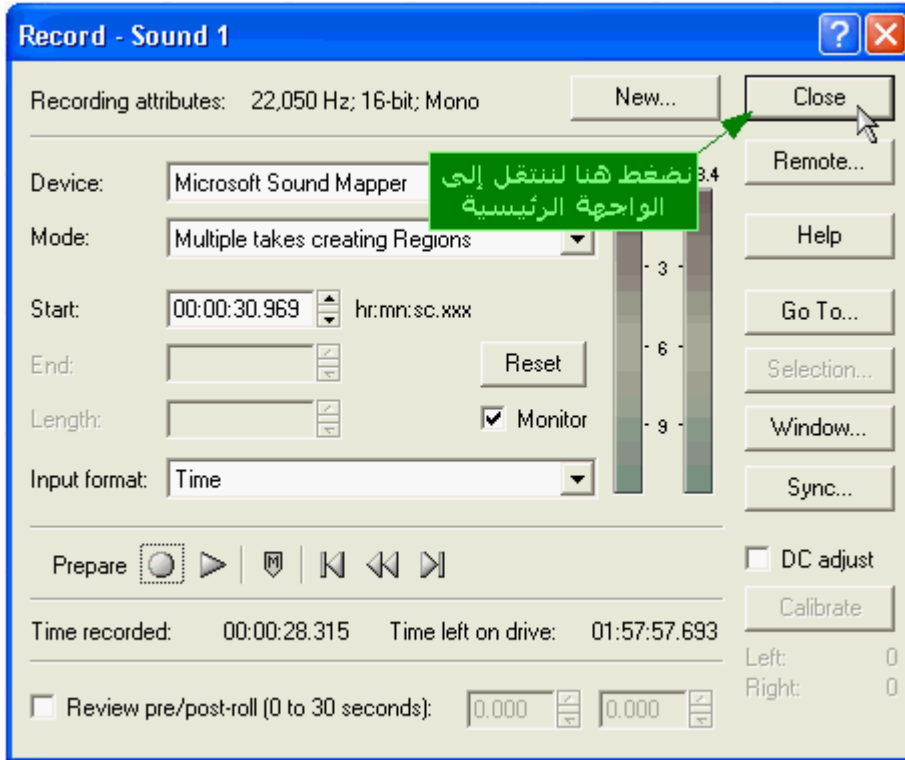 Record - Sound 1
Recording attributes: 22,050 Hz; 16-bit; Mono New... Close
نضغط هنا لننتقل إلى
الواجهة الرئيسية
Device: Microsoft Sound Mapper 3.4 Remote...
Mode: Multiple takes creating Regions Help
- 3 -
Start: 00:00:30.969 hr:mn:sc.xxx Go To...
- 6 -
End: Reset Selection...
Length: Monitor - 9 - Window...
Input format: Time Sync...
Prepare M DC adjust
Calibrate
Time recorded: 00:00:28.315 Time left on drive: 01:57:57.693
Left: 0
Right: 0
Review pre/post-roll (0 to 30 seconds): 0.000 0.000